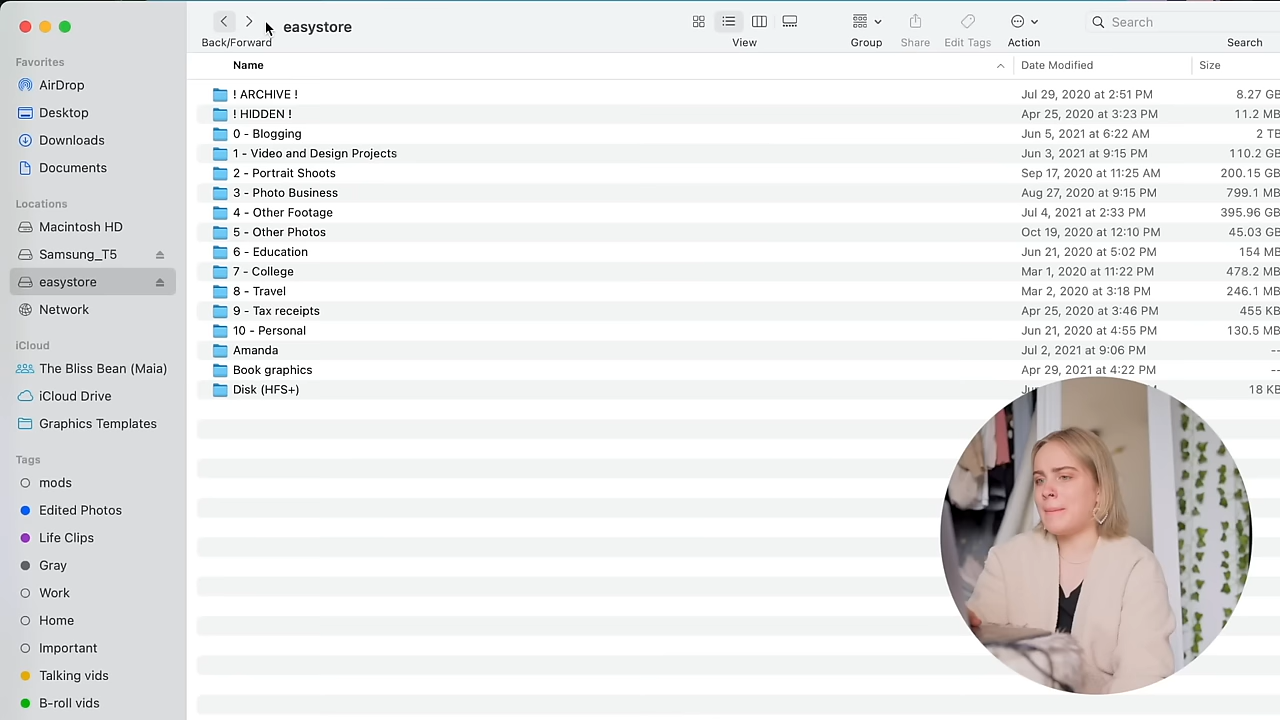 easystore
Back/Forward
View
Group
Share
Edit Tags
Action
Search
Search
Favorites
AirDrop
Desktop
Downloads
Documents
Locations
Macintosh HD
Samsung_T5
easystore
Network
iCloud
The Bliss Bean (Maia)
iCloud Drive
Graphics Templates
Tags
mods
Edited Photos
Life Clips
Gray
Work
Home
Important
Talking vids
B-roll vids
Name Date Modified Size
! ARCHIVE ! Jul 29, 2020 at 2:51 PM 8.27 GB
! HIDDEN ! Apr 25, 2020 at 3:23 PM 11.2 MB
0 - Blogging Jun 5, 2021 at 6:22 AM 2 TB
1 - Video and Design Projects Jun 3, 2021 at 9:15 PM 110.2 GB
2 - Portrait Shoots Sep 17, 2020 at 11:25 AM 200.15 GB
3 - Photo Business Aug 27, 2020 at 9:15 PM 799.1 MB
4 - Other Footage Jul 4, 2021 at 2:33 PM 395.96 GB
5 - Other Photos Oct 19, 2020 at 12:10 PM 45.03 GB
6 - Education Jun 21, 2020 at 5:02 PM 154 MB
7 - College Mar 1, 2020 at 11:22 PM 478.2 MB
8 - Travel Mar 2, 2020 at 3:18 PM 246.1 MB
9 - Tax receipts Apr 25, 2020 at 3:46 PM 455 KB
10 - Personal Jun 21, 2020 at 4:55 PM 130.5 MB
Amanda Jul 2, 2021 at 9:06 PM --
Book graphics Apr 29, 2021 at 4:22 PM --
Disk (HFS+) 18 KB